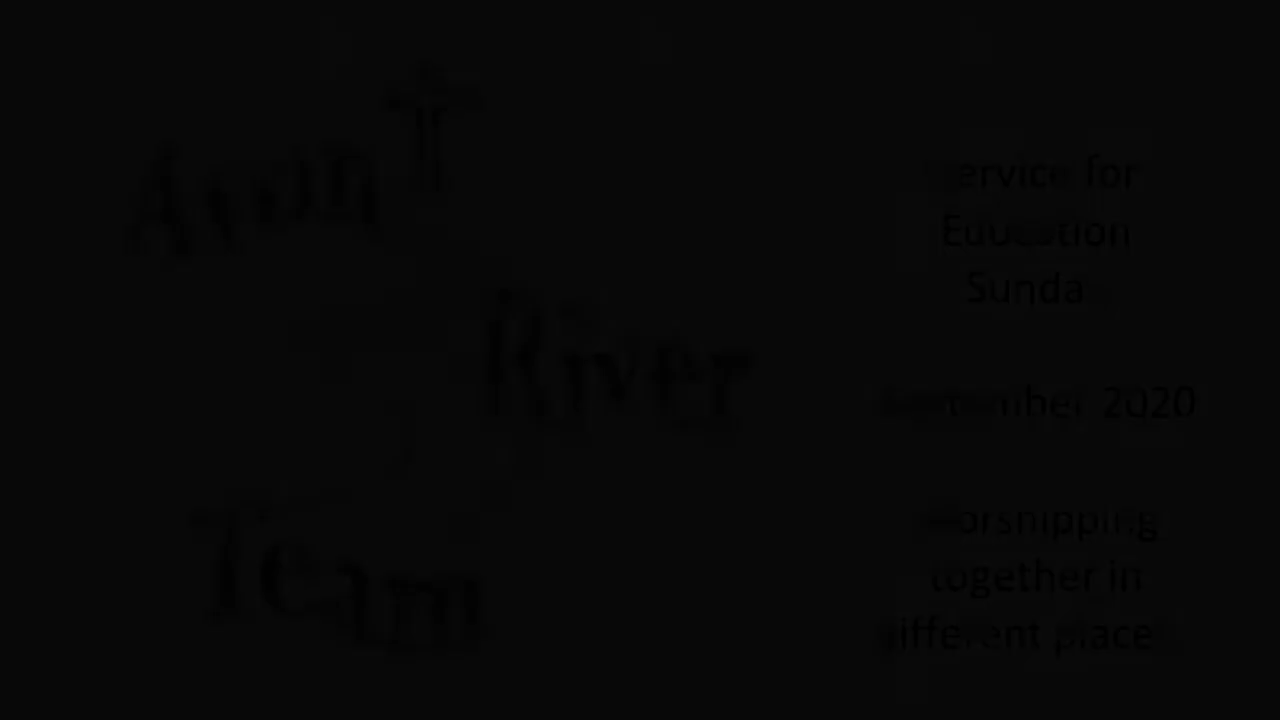 Avon
River
Team
Service for
Education
Sunday
September 2020
Worshipping
together in
different places